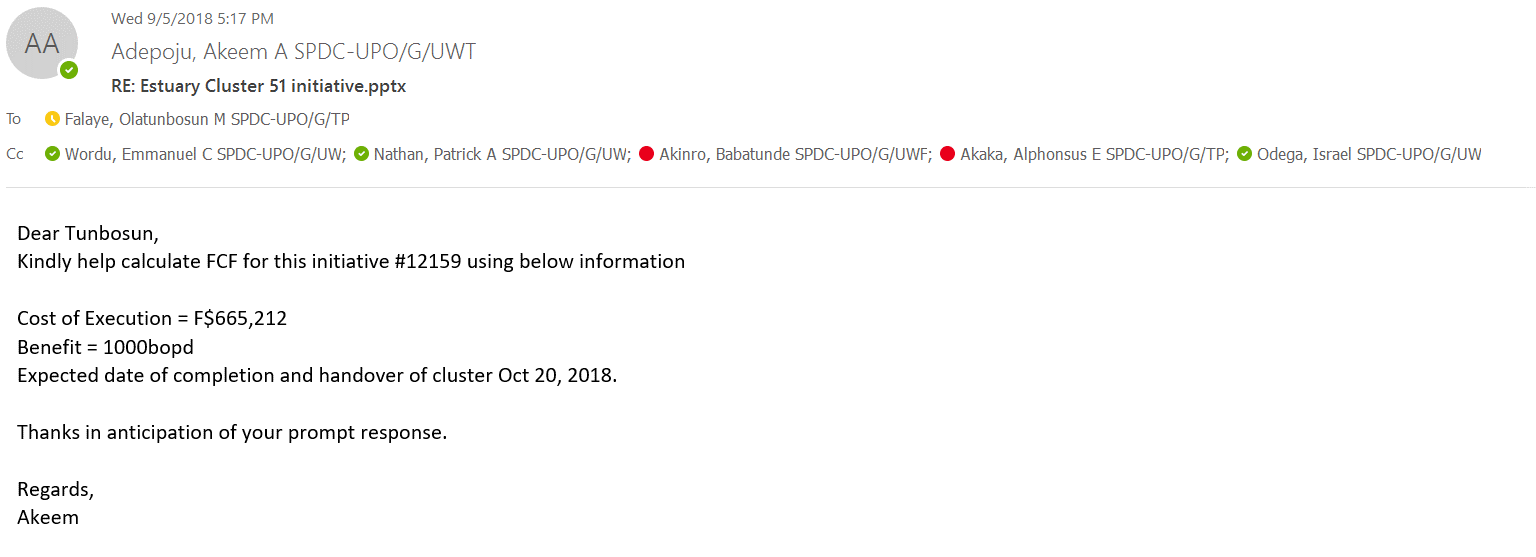 AA
Wed 9/5/2018 5:17 PM
Adepoju, Akeem A SPDC-UPO/G/UWT
RE: Estuary Cluster 51 initiative.pptx
To Falaye, Olatunbosun M SPDC-UPO/G/TP
Cc Wordu, Emmanuel C SPDC-UPO/G/UW; Nathan, Patrick A SPDC-UPO/G/UW; Akinro, Babatunde SPDC-UPO/G/UWF; Akaka, Alphonsus E SPDC-UPO/G/TP; Odega, Israel SPDC-UPO/G/UW
Dear Tunbosun,
Kindly help calculate FCF for this initiative #12159 using below information
Cost of Execution = F$665,212
Benefit = 1000bopd
Expected date of completion and handover of cluster Oct 20, 2018.
Thanks in anticipation of your prompt response.
Regards,
Akeem